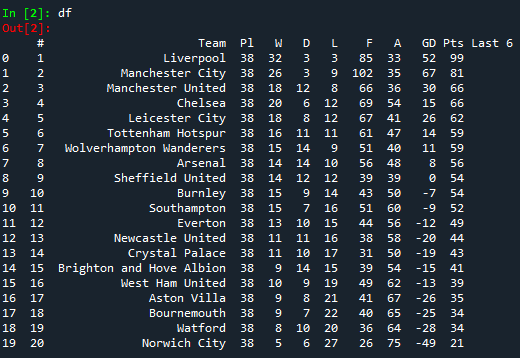 In [2]: df
Out[2]:
# Team Pl W D L F A GD Pts Last 6
0 1 Liverpool 38 32 3 3 85 33 52 99
1 2 Manchester City 38 26 3 9 102 35 67 81
2 3 Manchester United 38 18 12 8 66 36 30 66
3 4 Chelsea 38 20 6 12 69 54 15 66
4 5 Leicester City 38 18 8 12 67 41 26 62
5 6 Tottenham Hotspur 38 16 11 11 61 47 14 59
6 7 Wolverhampton Wanderers 38 15 14 9 51 40 11 59
7 8 Arsenal 38 14 14 10 56 48 8 56
8 9 Sheffield United 38 14 12 12 39 39 0 54
9 10 Burnley 38 15 9 14 43 50 -7 54
10 11 Southampton 38 15 7 16 51 60 -9 52
11 12 Everton 38 13 10 15 44 56 -12 49
12 13 Newcastle United 38 11 11 16 38 58 -20 44
13 14 Crystal Palace 38 11 10 17 31 50 -19 43
14 15 Brighton and Hove Albion 38 9 14 15 39 54 -15 41
15 16 West Ham United 38 10 9 19 49 62 -13 39
16 17 Aston Villa 38 9 8 21 41 67 -26 35
17 18 Bournemouth 38 9 7 22 40 65 -25 34
18 19 Watford 38 8 10 20 36 64 -28 34
19 20 Norwich City 38 5 6 27 26 75 -49 21